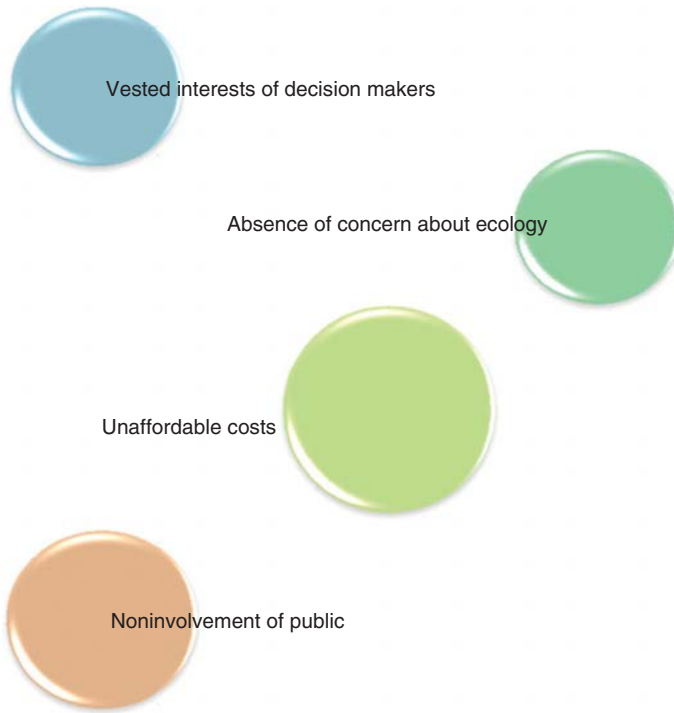 Vested interests of decision makers
Absence of concern about ecology
Unaffordable costs
Noninvolvement of public